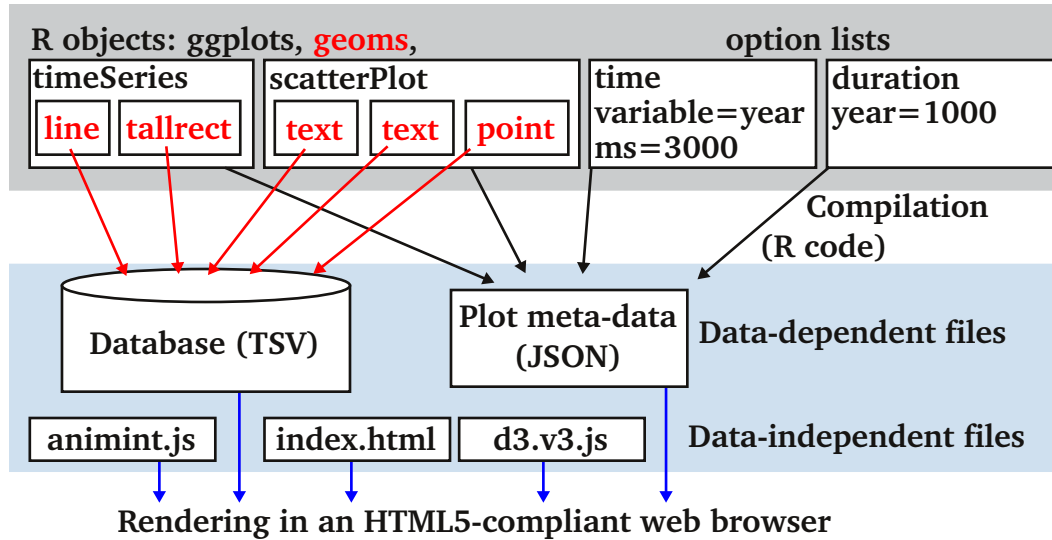 R objects: ggplots, geoms,
option lists
timeSeries
line
tallrect
scatterPlot
text
text
point
time
variable=year
ms=3000
duration
year=1000
Compilation
(R code)
Database (TSV)
Plot meta-data
(JSON)
Data-dependent files
animint.js
index.html
d3.v3.js
Data-independent files
Rendering in an HTML5-compliant web browser